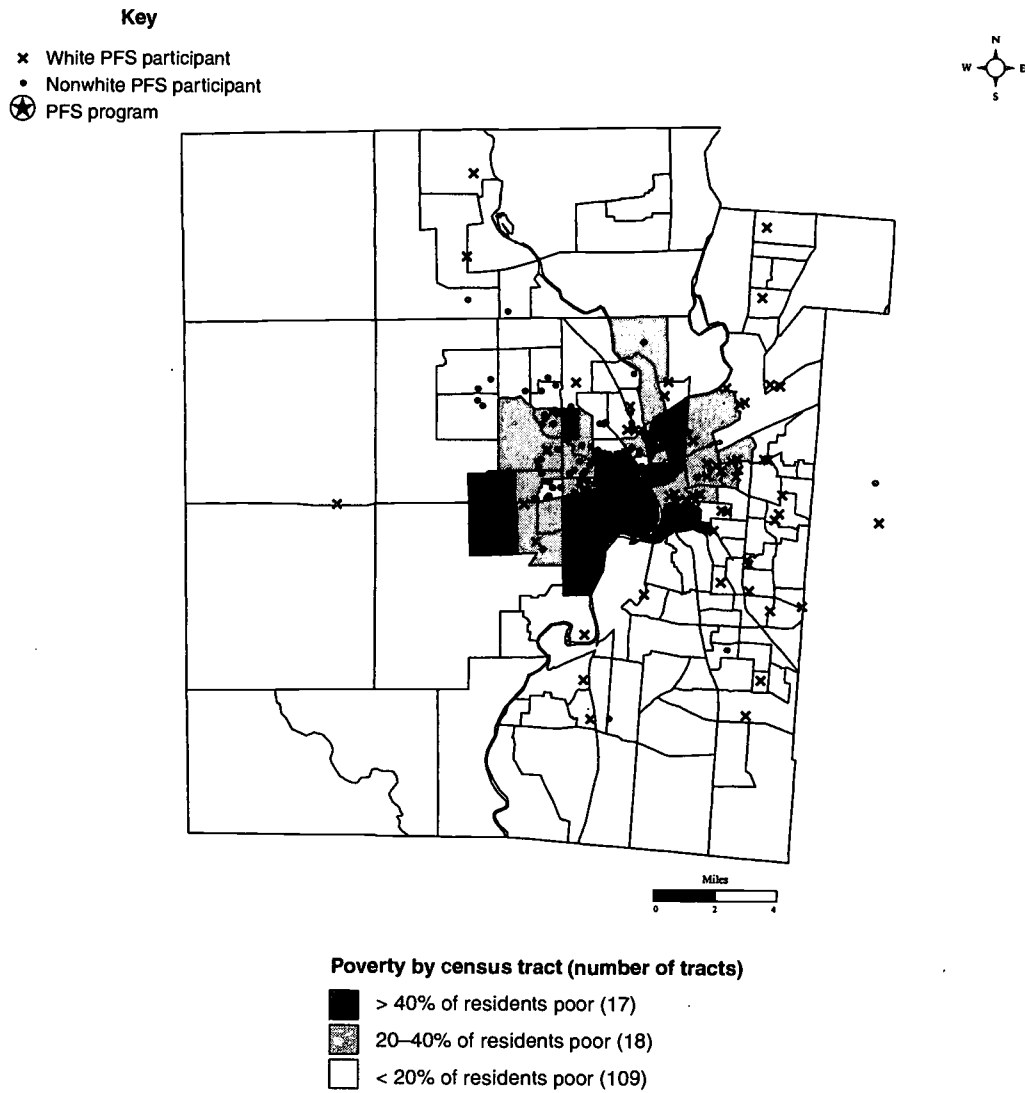 Key
White PFS participant
Nonwhite PFS participant
PFS program
N
W E
S
Miles
0 2 4
Poverty by census tract (number of tracts)
> 40% of residents poor (17)
20–40% of residents poor (18)
< 20% of residents poor (109)